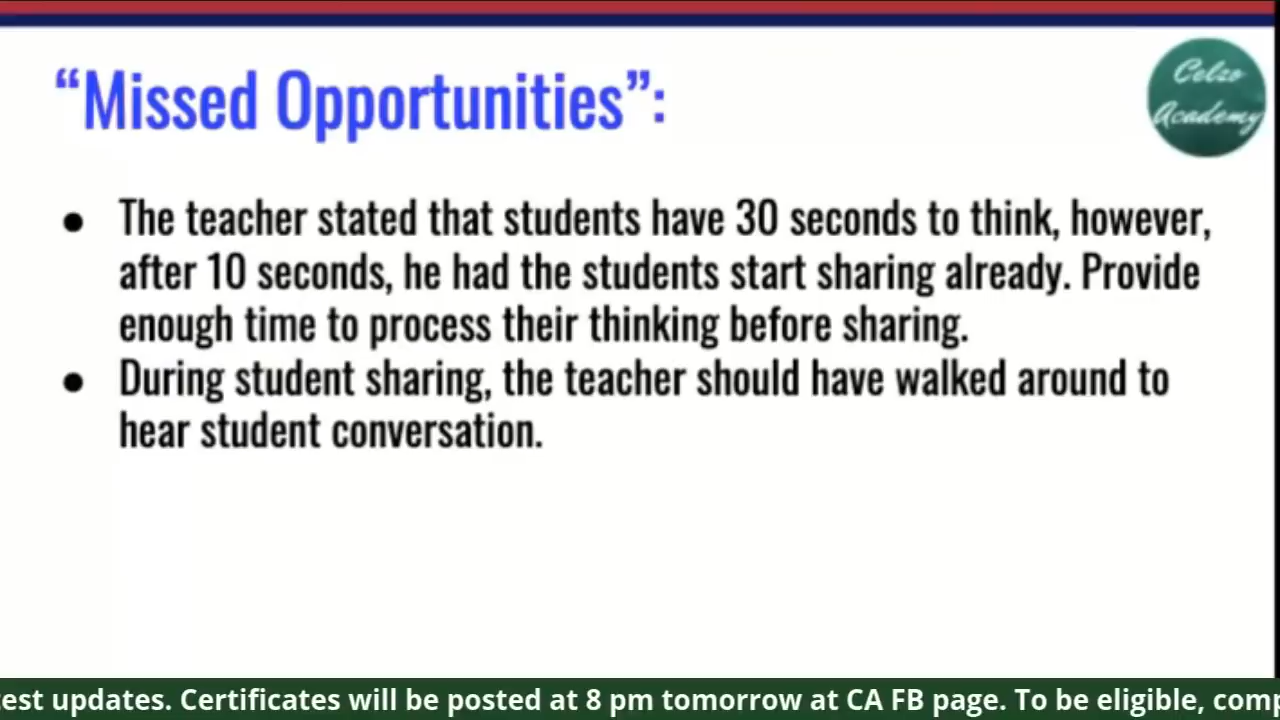 “Missed Opportunities”:
Celzo
Academy
● The teacher stated that students have 30 seconds to think, however,
after 10 seconds, he had the students start sharing already. Provide
enough time to process their thinking before sharing.
● During student sharing, the teacher should have walked around to
hear student conversation.
updates. Certificates will be posted at 8 pm tomorrow at CA FB page. To be eligible,